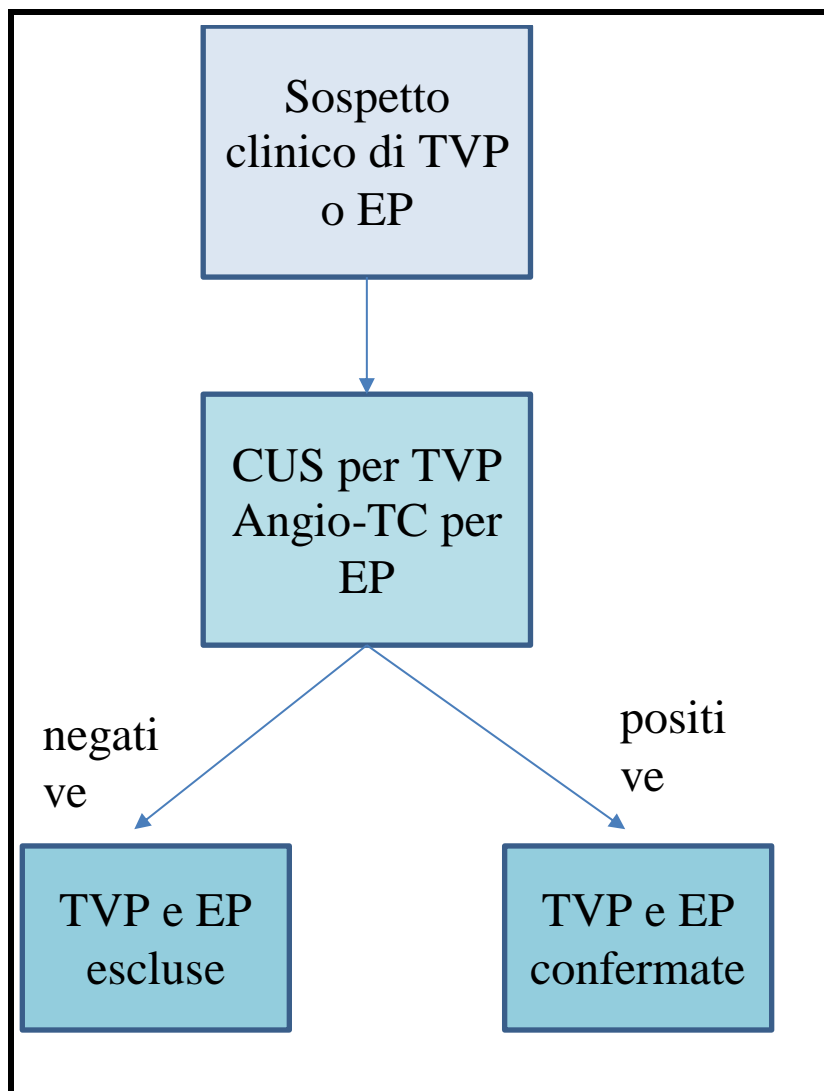 Sospetto
clinico di TVP
o EP
CUS per TVP
Angio-TC per
EP
negati
ve
positi
ve
TVP e EP
escluse
TVP e EP
confermate